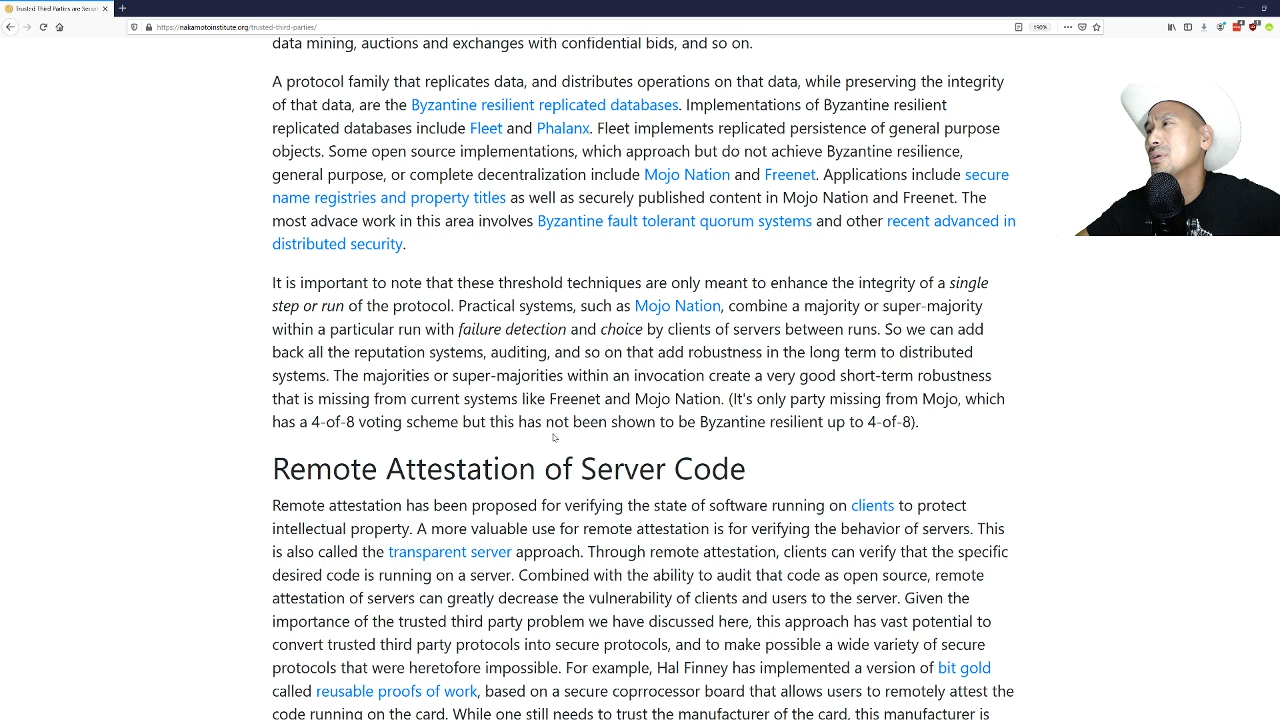 Trusted Third Parties are Securi
https://nakamotoinstitute.org/trusted-third-parties/
190%
data mining, auctions and exchanges with confidential bids, and so on.
A protocol family that replicates data, and distributes operations on that data, while preserving the integrity
of that data, are the Byzantine resilient replicated databases. Implementations of Byzantine resilient
replicated databases include Fleet and Phalanx. Fleet implements replicated persistence of general purpose
objects. Some open source implementations, which approach but do not achieve Byzantine resilience,
general purpose, or complete decentralization include Mojo Nation and Freenet. Applications include secure
name registries and property titles as well as securely published content in Mojo Nation and Freenet. The
most advace work in this area involves Byzantine fault tolerant quorum systems and other recent advanced in
distributed security.
It is important to note that these threshold techniques are only meant to enhance the integrity of a single
step or run of the protocol. Practical systems, such as Mojo Nation, combine a majority or super-majority
within a particular run with failure detection and choice by clients of servers between runs. So we can add
back all the reputation systems, auditing, and so on that add robustness in the long term to distributed
systems. The majorities or super-majorities within an invocation create a very good short-term robustness
that is missing from current systems like Freenet and Mojo Nation. (It's only party missing from Mojo, which
has a 4-of-8 voting scheme but this has not been shown to be Byzantine resilient up to 4-of-8).
Remote Attestation of Server Code
Remote attestation has been proposed for verifying the state of software running on clients to protect
intellectual property. A more valuable use for remote attestation is for verifying the behavior of servers. This
is also called the transparent server approach. Through remote attestation, clients can verify that the specific
desired code is running on a server. Combined with the ability to audit that code as open source, remote
attestation of servers can greatly decrease the vulnerability of clients and users to the server. Given the
importance of the trusted third party problem we have discussed here, this approach has vast potential to
convert trusted third party protocols into secure protocols, and to make possible a wide variety of secure
protocols that were heretofore impossible. For example, Hal Finney has implemented a version of bit gold
called reusable proofs of work, based on a secure coprrocessor board that allows users to remotely attest the
code running on the card. While one still needs to trust the manufacturer of the card, this manufacturer is